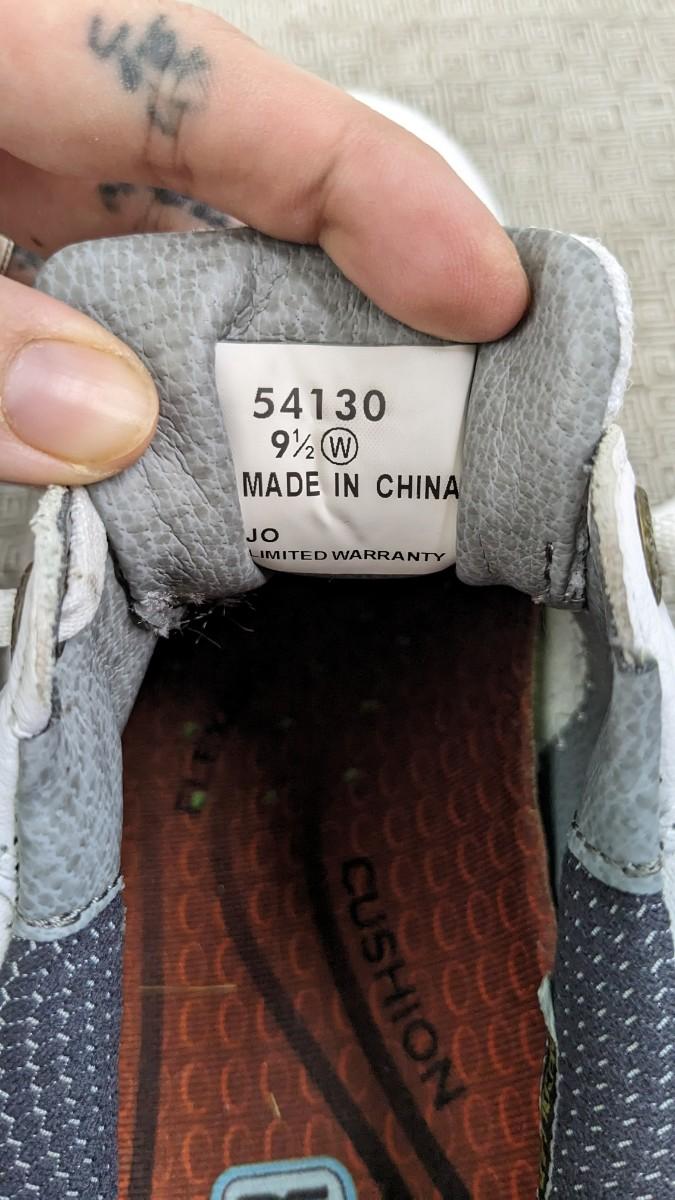 54130
9½ Ⓦ
MADE IN CHINA
JO
LIMITED WARRANTY
CUSHION